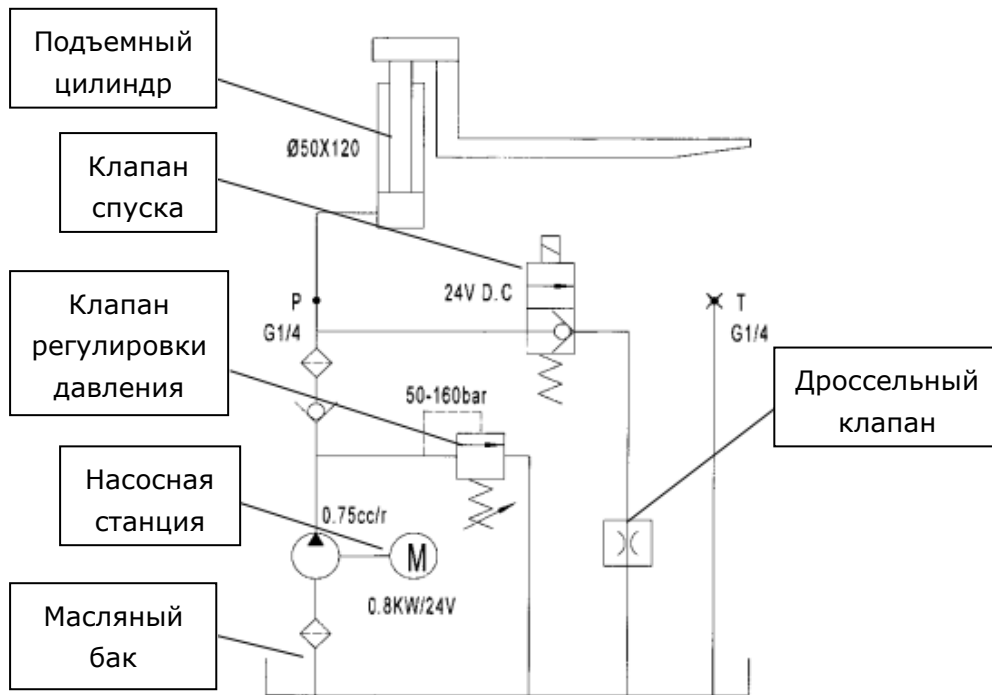 Подъемный
цилиндр
Ø50X120
Клапан
спуска
Клапан
регулировки
давления
P
G1/4
24V D.C
T
G1/4
50-160bar
Дроссельный
клапан
Насосная
станция
0.75cc/r
M
0.8KW/24V
Масляный
бак